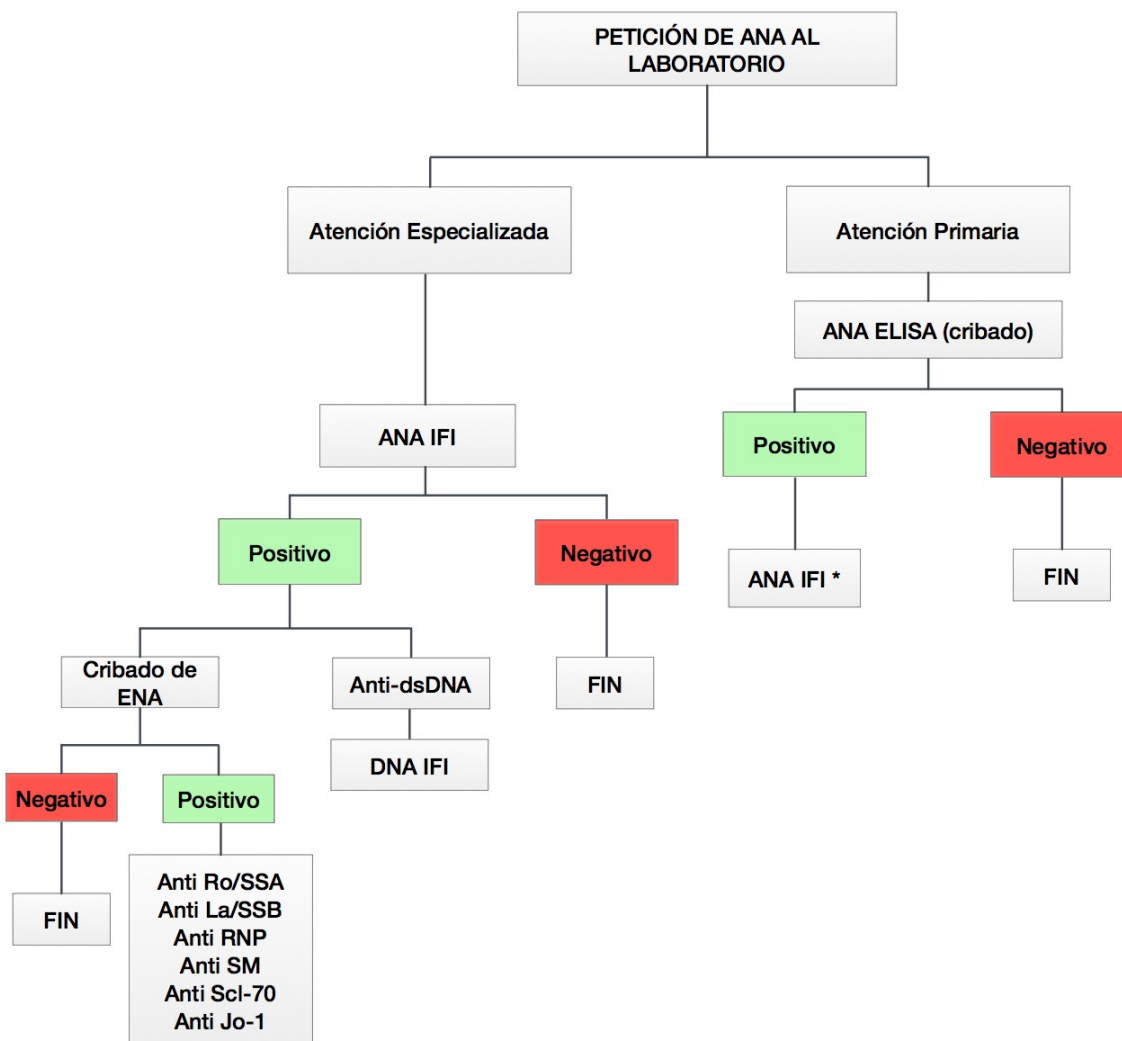 PETICIÓN DE ANA AL
LABORATORIO
Atención Especializada
Atención Primaria
ANA ELISA (cribado)
ANA IFI
Positivo
Negativo
Positivo
Negativo
ANA IFI *
FIN
Cribado de
ENA
Anti-dsDNA
FIN
DNA IFI
Negativo
Positivo
FIN
Anti Ro/SSA
Anti La/SSB
Anti RNP
Anti SM
Anti Scl-70
Anti Jo-1